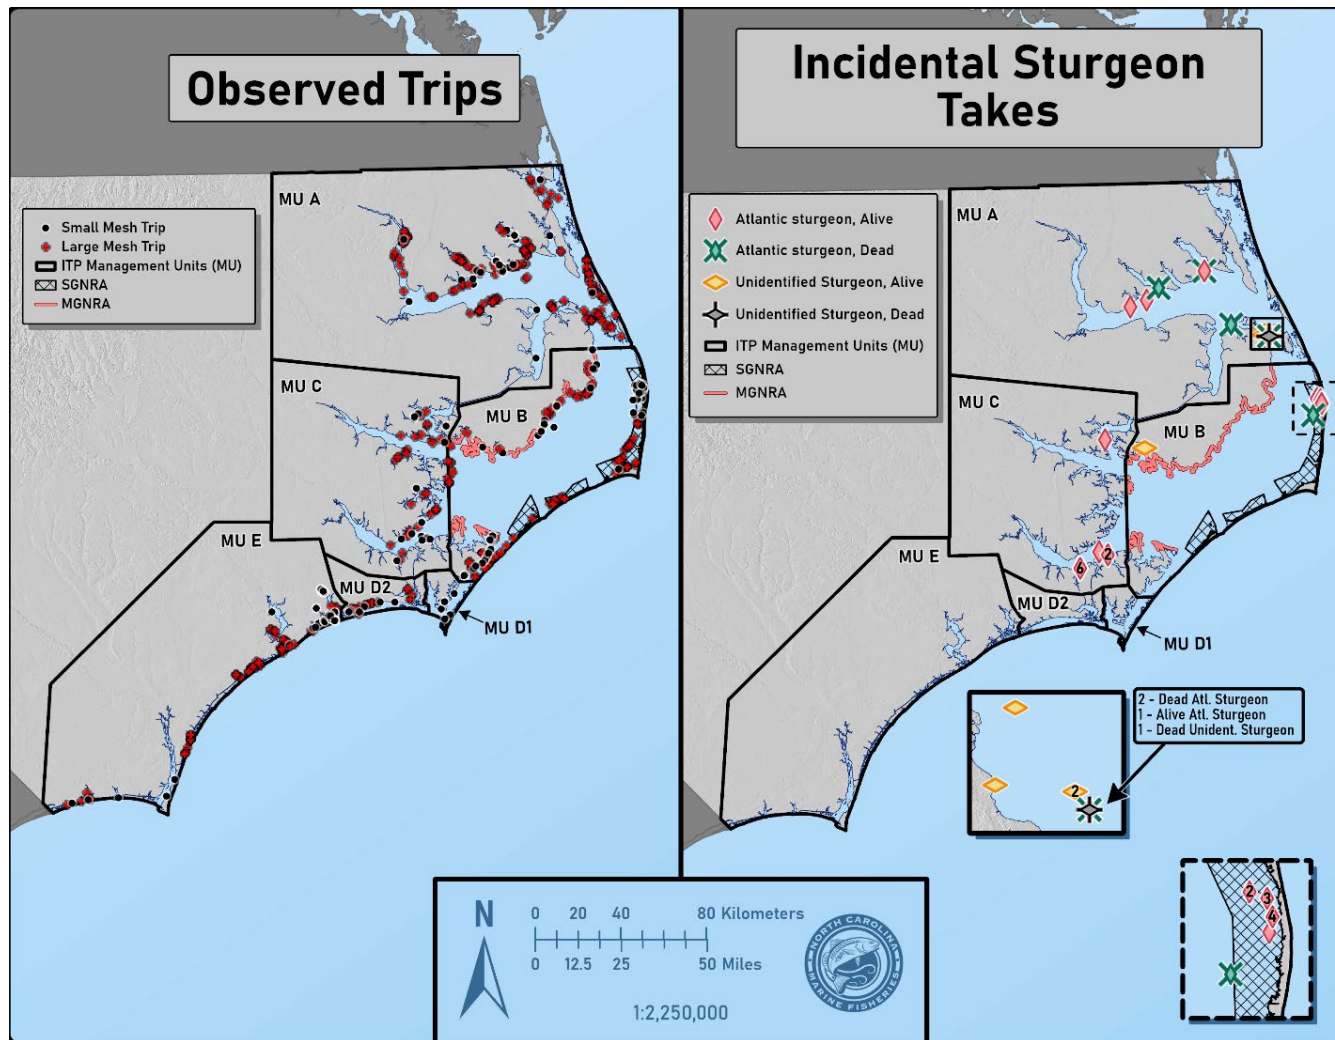 Observed Trips
Small Mesh Trip
Large Mesh Trip
ITP Management Units (MU)
SGNRA
MGNRA
MU A
MU C
MU B
MU E
MU D2
MU D1
Incidental Sturgeon
Takes
Atlantic sturgeon, Alive
Atlantic sturgeon, Dead
Unidentified Sturgeon, Alive
Unidentified Sturgeon, Dead
ITP Management Units (MU)
SGNRA
MGNRA
MU A
MU C
MU B
2
6
MU E
MU D2
MU D1
2 - Dead Atl. Sturgeon
1 - Alive Atl. Sturgeon
1 - Dead Unident. Sturgeon
2
2
3
4
N
0 20 40 80 Kilometers
0 12.5 25 50 Miles
1:2,250,000
NORTH CAROLINA
MARINE FISHERIES